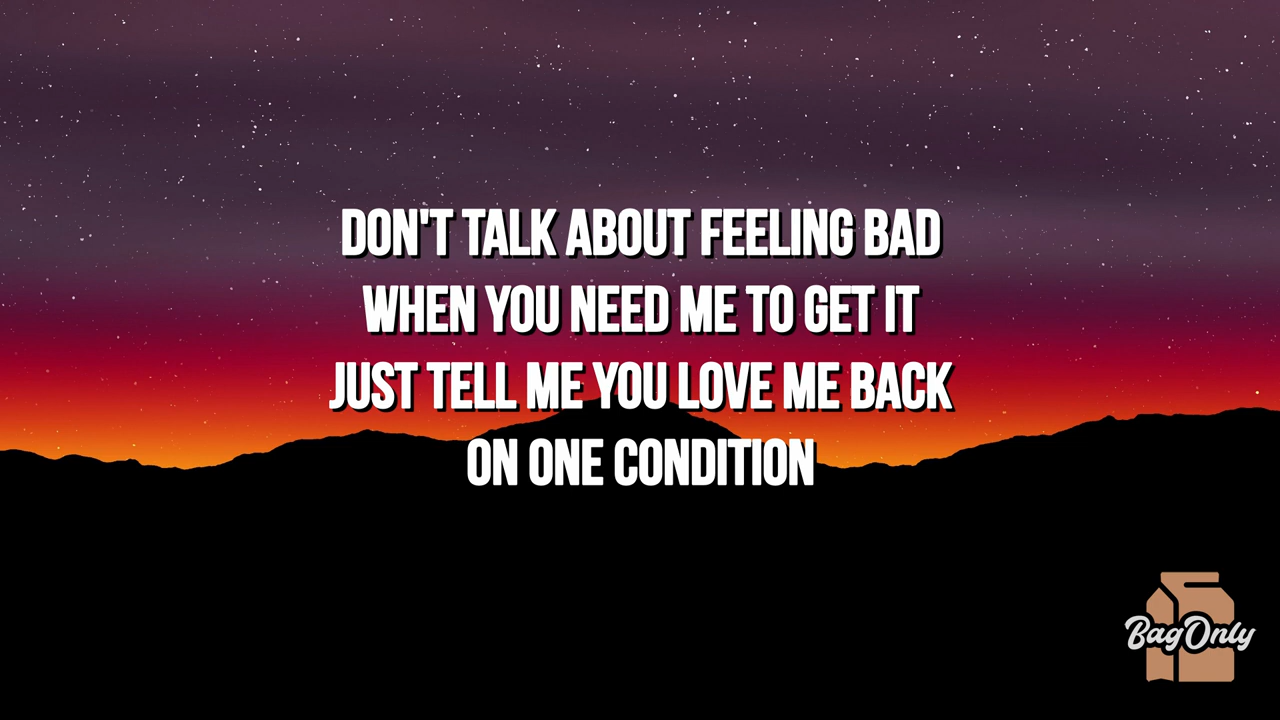 DON'T TALK ABOUT FEELING BAD
WHEN YOU NEED ME TO GET IT
JUST TELL ME YOU LOVE ME BACK
ON ONE CONDITION
BagOnly